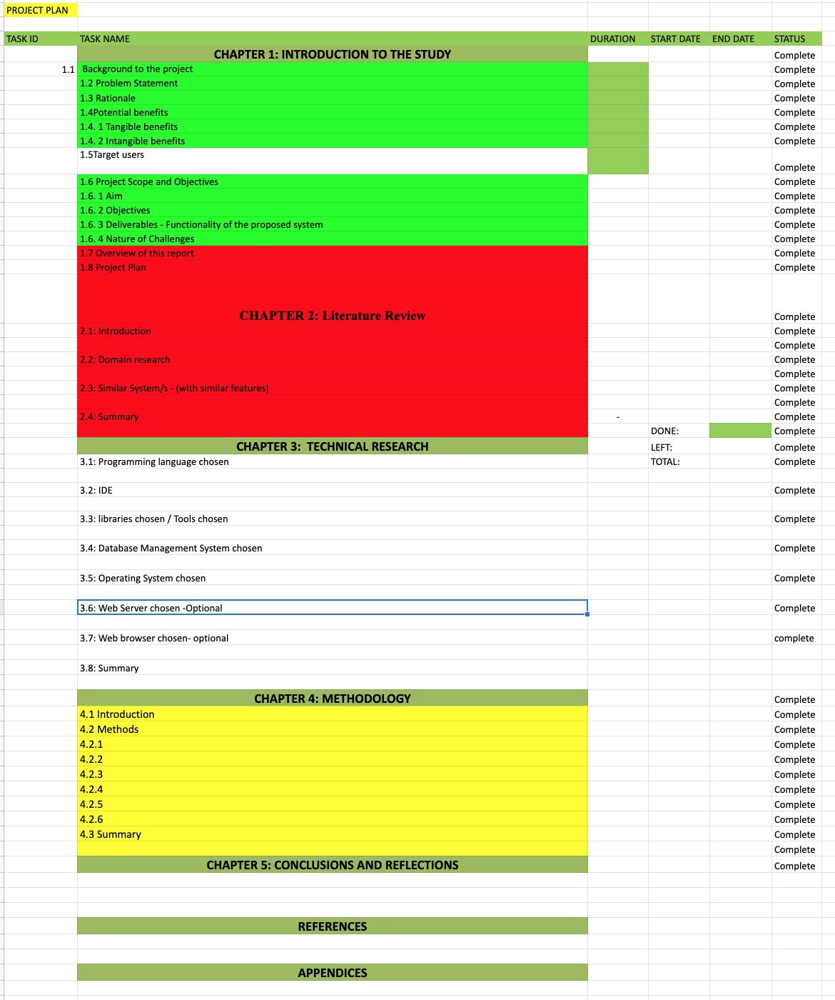 PROJECT PLAN
TASK ID TASK NAME DURATION START DATE END DATE STATUS
CHAPTER 1: INTRODUCTION TO THE STUDY Complete
1.1 Background to the project Complete
1.2 Problem Statement Complete
1.3 Rationale Complete
1.4Potential benefits Complete
1.4. 1 Tangible benefits Complete
1.4. 2 Intangible benefits Complete
1.5Target users Complete
1.6 Project Scope and Objectives Complete
1.6. 1 Aim Complete
1.6. 2 Objectives Complete
1.6. 3 Deliverables - Functionality of the proposed system Complete
1.6. 4 Nature of Challenges Complete
1.7 Overview of this report Complete
1.8 Project Plan Complete
CHAPTER 2: Literature Review Complete
2.1: Introduction Complete
Complete
2.2: Domain research Complete
Complete
2.3: Similar System/s - (with similar features) Complete
Complete
2.4: Summary - Complete
DONE: Complete
CHAPTER 3: TECHNICAL RESEARCH LEFT: Complete
3.1: Programming language chosen TOTAL: Complete
3.2: IDE Complete
3.3: libraries chosen / Tools chosen Complete
3.4: Database Management System chosen Complete
3.5: Operating System chosen Complete
3.6: Web Server chosen -Optional Complete
3.7: Web browser chosen- optional complete
3.8: Summary
CHAPTER 4: METHODOLOGY Complete
4.1 Introduction Complete
4.2 Methods Complete
4.2.1 Complete
4.2.2 Complete
4.2.3 Complete
4.2.4 Complete
4.2.5 Complete
4.2.6 Complete
4.3 Summary Complete
Complete
CHAPTER 5: CONCLUSIONS AND REFLECTIONS Complete
REFERENCES
APPENDICES